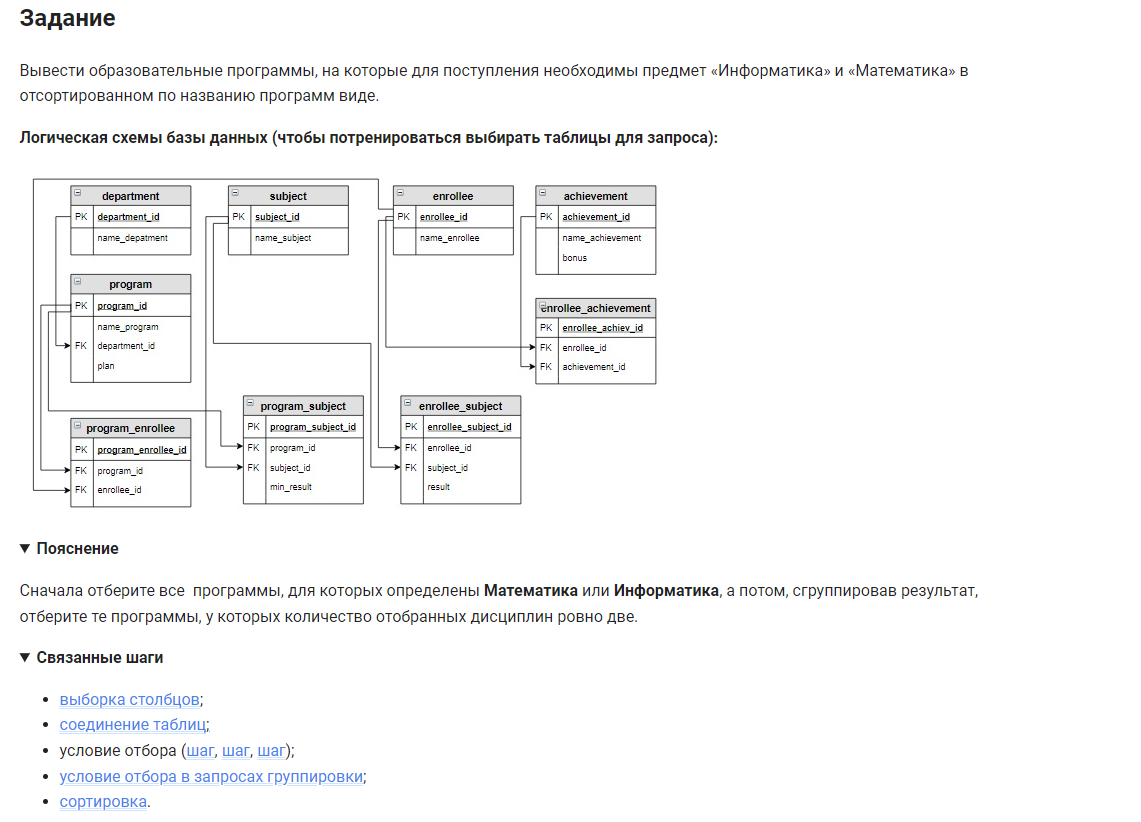 Задание
Вывести образовательные программы, на которые для поступления необходимы предмет «Информатика» и «Математика» в
отсортированном по названию программ виде.
Логическая схемы базы данных (чтобы потренироваться выбирать таблицы для запроса):
department
PK department_id
name_depatment
subject
PK subject_id
name_subject
enrollee
PK enrollee_id
name_enrollee
achievement
PK achievement_id
name_achievement
bonus
program
PK program_id
name_program
FK department_id
plan
enrollee_achievement
PK enrollee_achiev_id
FK enrollee_id
FK achievement_id
program_enrollee
PK program_enrollee_id
FK program_id
FK enrollee_id
program_subject
PK program_subject_id
FK program_id
FK subject_id
min_result
enrollee_subject
PK enrollee_subject_id
FK enrollee_id
FK subject_id
result
▼ Пояснение
Сначала отберите все программы, для которых определены Математика или Информатика, а потом, сгруппировав результат,
отберите те программы, у которых количество отобранных дисциплин ровно две.
▼ Связанные шаги
• выборка столбцов;
• соединение таблиц;
• условие отбора (шаг, шаг, шаг);
• условие отбора в запросах группировки;
• сортировка.